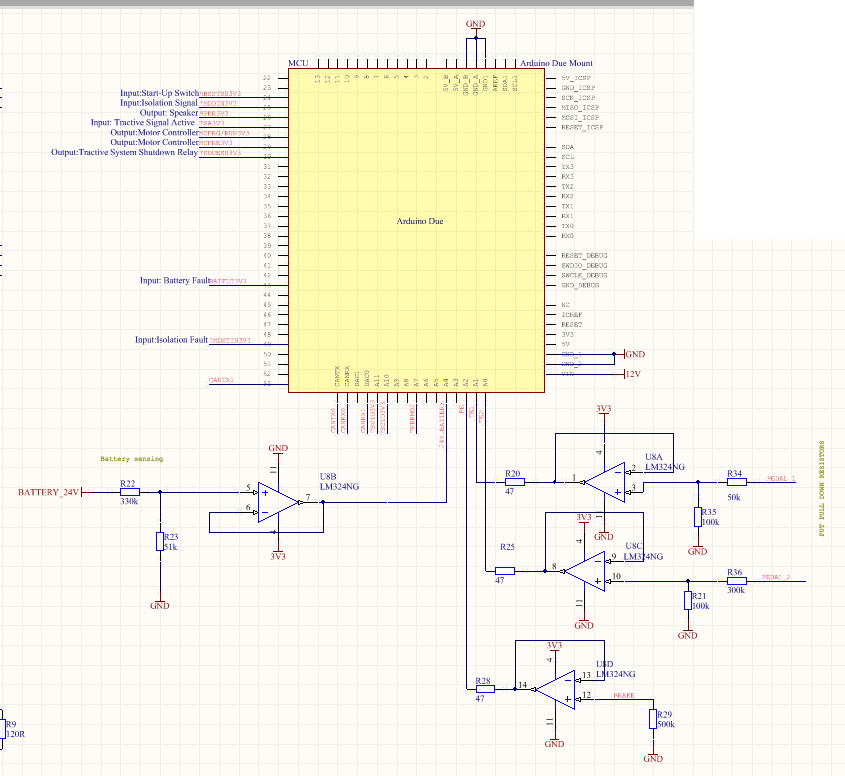 GND
MCU
Arduino Due Mount
13
12
11
10
9
8
7
6
5
4
3
2
5V_B
5V_A
GND_B
GND_A
GND1
AREF
SDA1
SCL1
22
23
24
Input:Start-Up Switch
Input:Isolation Signal
Output: Speaker
Input: Tractive Signal Active
Output:Motor Controller
Output:Motor Controller
Output:Tractive System Shutdown Relay
31
32
33
34
35
36
37
38
39
40
41
42
43
44
45
46
47
48
49
50
51
52
53
5V_ICSP
GND_ICSP
SCK_ICSP
MISO_ICSP
MOSI_ICSP
RESET_ICSP
SDA
SCL
TX3
RX3
TX2
RX2
TX1
RX1
TX0
RX0
RESET_DEBUG
SWDIO_DEBUG
SWCLK_DEBUG
GND_DEBUG
NC
IOREF
RESET
3V3
5V
GND_1
GND_2
VIN
GND
12V
Arduino Due
Input: Battery Fault
Input:Isolation Fault
CANTX1
CANTX
CANRX
DAC1
DAC0
A11
A10
A9
A8
A7
A6
A5
A4
A3
A2
A1
A0
CANTX0
CANRX0
CANRX1
Battery sensing
BATTERY_24V
R22
330k
R23
51k
GND
GND
11
5
6
7
4
U8B
LM324NG
3V3
3V3
4
U8A
LM324NG
R20
47
1
2
3
11
GND
R34
50k
PEDAL_1
R35
100k
GND
PUT PULL DOWN RESISTORS
3V3
4
U8C
LM324NG
R25
47
8
9
10
11
GND
R36
300k
PEDAL_2
R21
100k
GND
3V3
4
U8D
LM324NG
R28
47
14
13
12
11
GND
BRAKE
R29
500k
GND
R9
120R